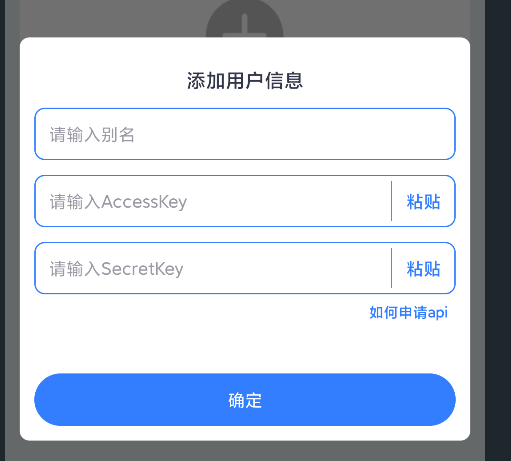 添加用户信息
请输入别名
请输入AccessKey 粘贴
请输入SecretKey 粘贴
如何申请api
确定